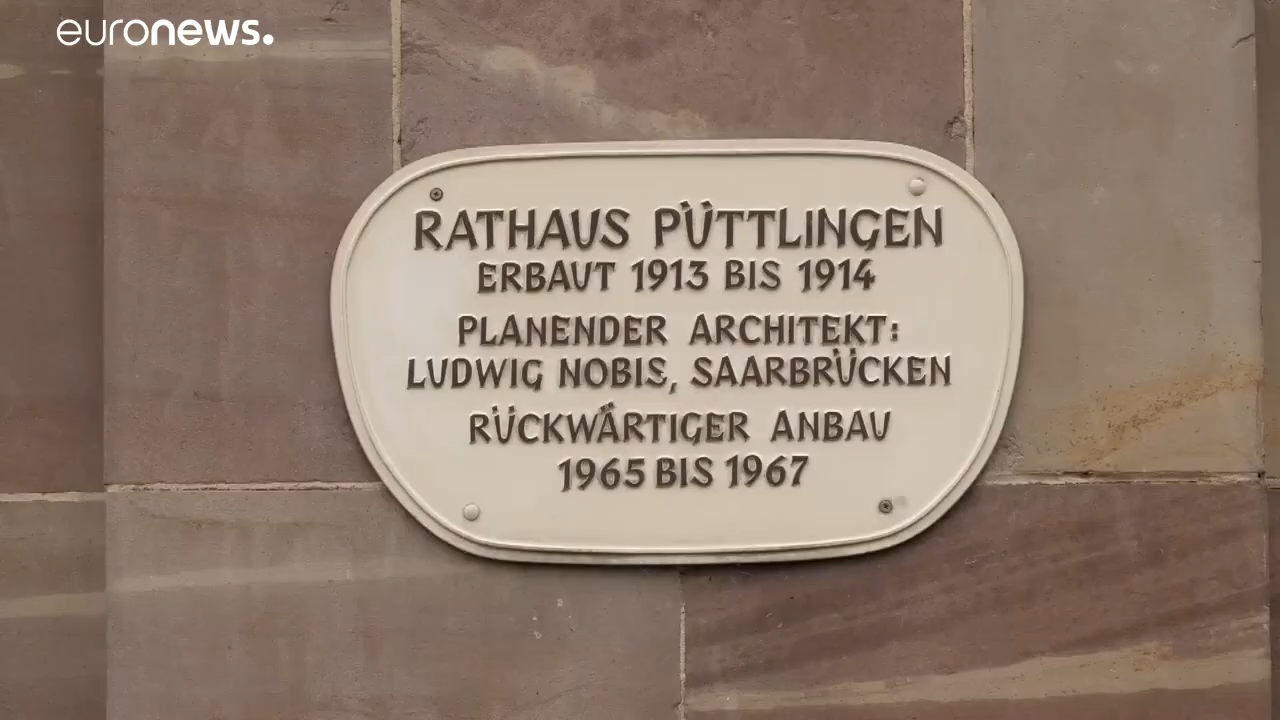 euronews.
RATHAUS PÜTTLINGEN
ERBAUT 1913 BIS 1914
PLANENDER ARCHITEKT:
LUDWIG NOBIS, SAARBRÜCKEN
RÜCKWÄRTIGER ANBAU
1965 BIS 1967